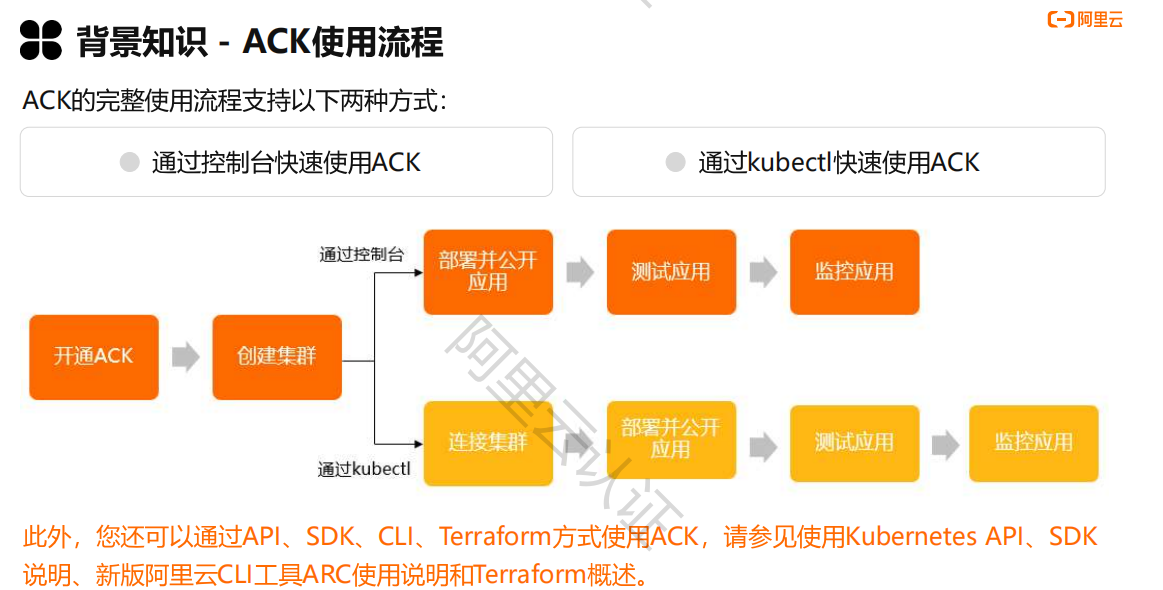 阿里云
背景知识 - ACK使用流程
ACK的完整使用流程支持以下两种方式：
通过控制台快速使用ACK
通过kubectl快速使用ACK
通过控制台
部署并公开
应用
测试应用
监控应用
开通ACK
创建集群
通过kubectl
连接集群
部署并公开
应用
测试应用
监控应用
阿里云认证
此外，您还可以通过API、SDK、CLI、Terraform方式使用ACK，请参见使用Kubernetes API、SDK
说明、新版阿里云CLI工具ARC使用说明和Terraform概述。